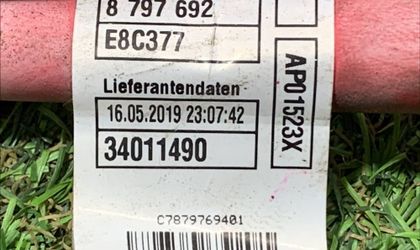 8 797 692
E8C377
Lieferantendaten
16.05.2019 23:07:42
34011490
AP01523X
C7879769401